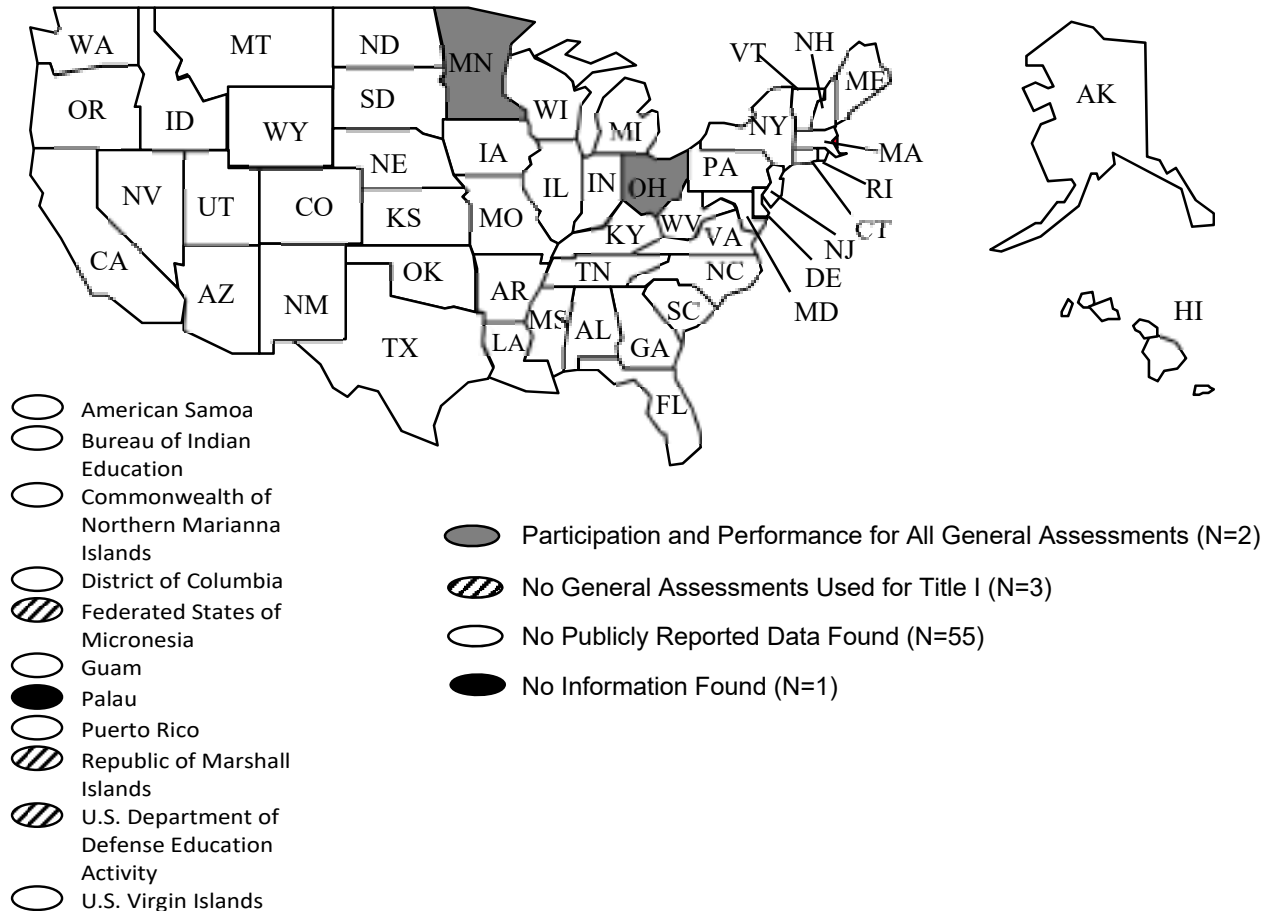 WA
MT
ND
MN
VT
NH
ME
AK
OR
ID
SD
WI
WY
MI
NY
MA
NE
IA
PA
RI
NV
UT
CO
IL
IN
OH
CT
KS
MO
WV
NJ
KY
VA
DE
CA
OK
TN
NC
MD
AZ
NM
AR
SC
HI
MS
AL
TX
LA
GA
FL
American Samoa
Bureau of Indian
Education
Commonwealth of
Northern Marianna
Islands
District of Columbia
Federated States of
Micronesia
Guam
Palau
Puerto Rico
Republic of Marshall
Islands
U.S. Department of
Defense Education
Activity
U.S. Virgin Islands
Participation and Performance for All General Assessments (N=2)
No General Assessments Used for Title I (N=3)
No Publicly Reported Data Found (N=55)
No Information Found (N=1)